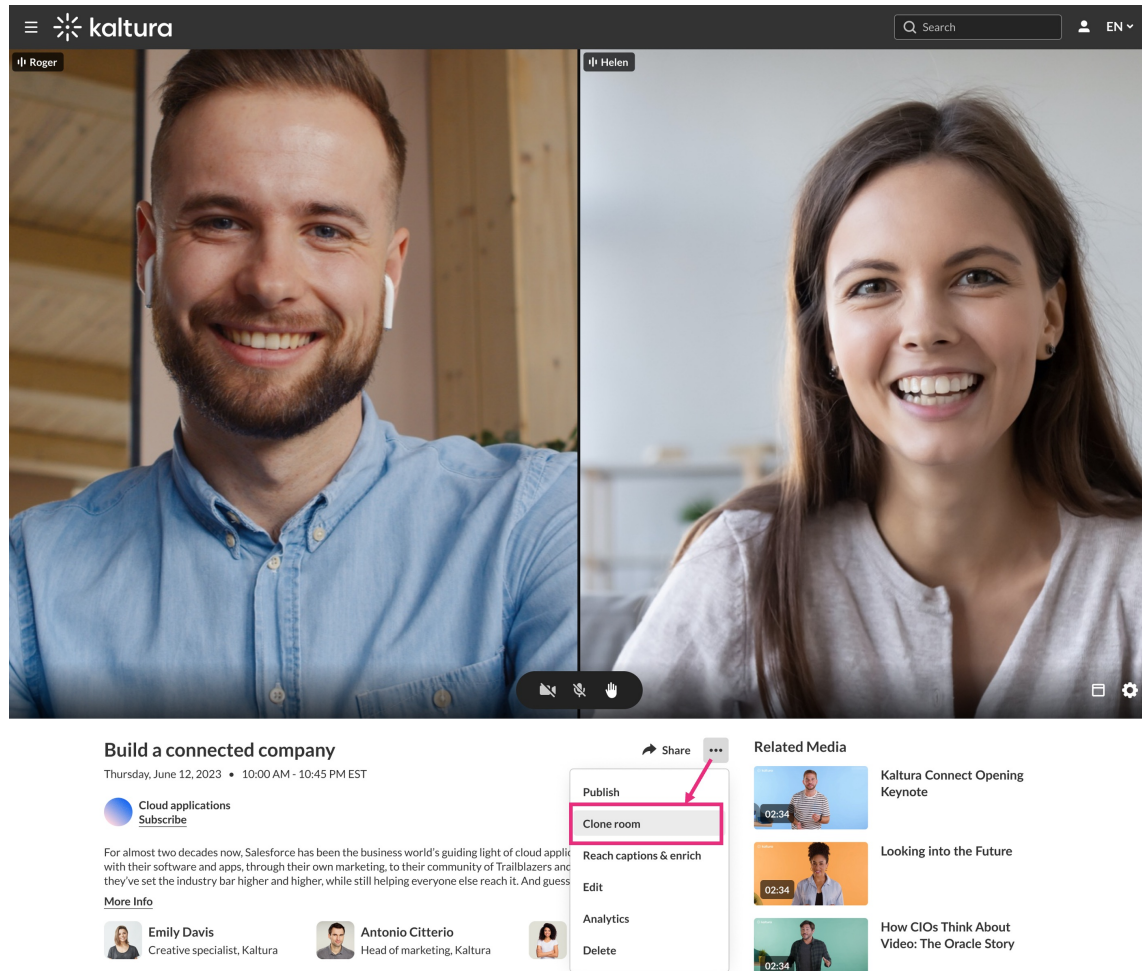 kaltura
Search
EN
Roger
Helen
Build a connected company
Share
Related Media
Thursday, June 12, 2023 • 10:00 AM - 10:45 PM EST
Cloud applications
Subscribe
For almost two decades now, Salesforce has been the business world's guiding light of cloud applic
with their software and apps, through their own marketing, to their community of Trailblazers and
they've set the industry bar higher and higher, while still helping everyone else reach it. And guess
More Info
Emily Davis
Creative specialist, Kaltura
Antonio Citterio
Head of marketing, Kaltura
Publish
Clone room
Reach captions & enrich
Edit
Analytics
Delete
02:34
Kaltura Connect Opening
Keynote
02:34
Looking into the Future
02:34
How CIOs Think About
Video: The Oracle Story